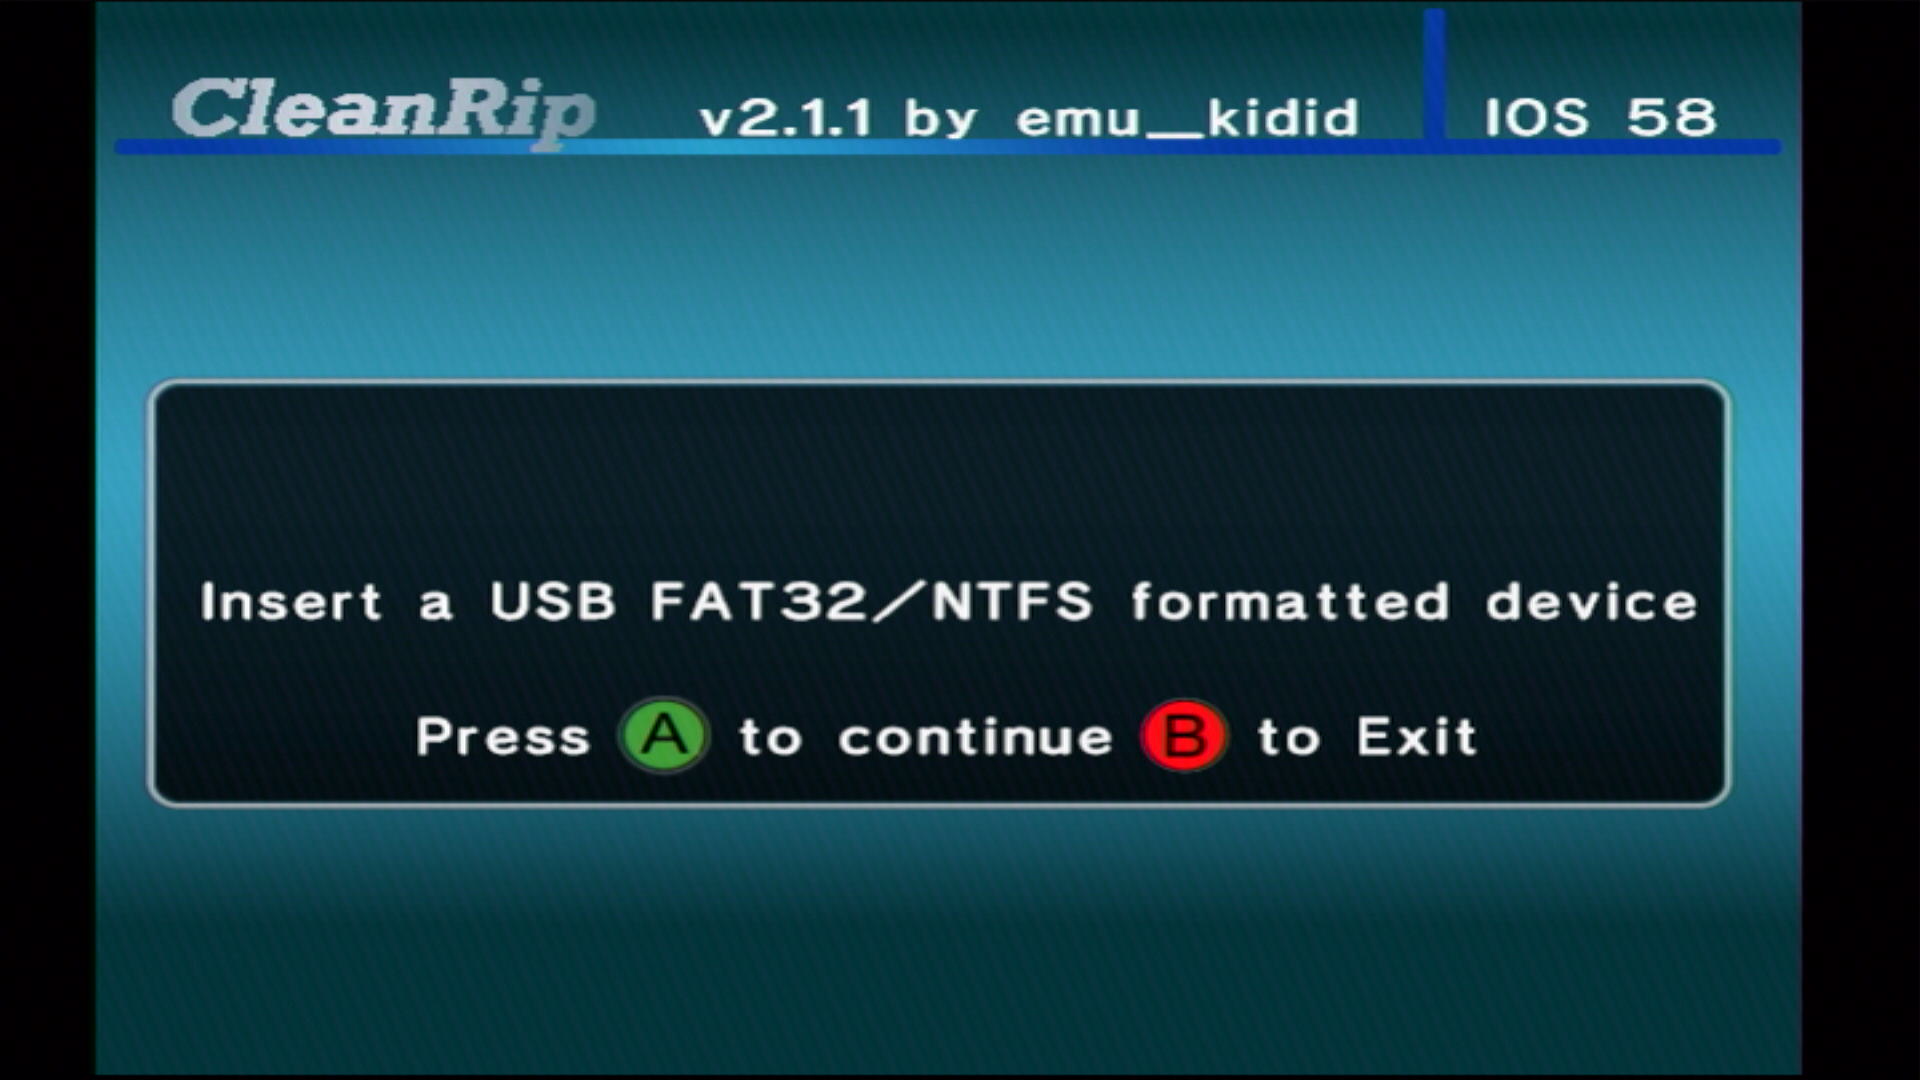 CleanRip v2.1.1 by emu_kidid IOS 58
Insert a USB FAT32/NTFS formatted device
Press A to continue B to Exit